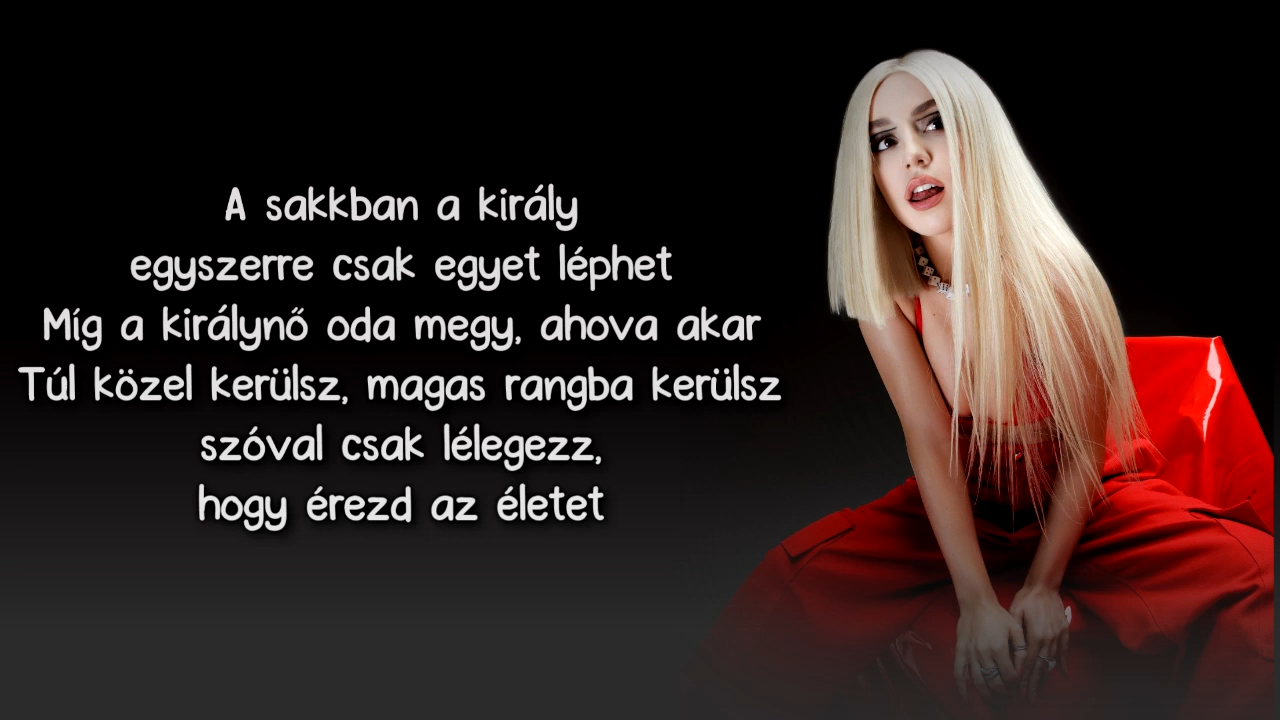 A sakkban a király
egyszerre csak egyet léphet
Míg a királynő oda megy, ahova akar
Túl közel kerülsz, magas rangba kerülsz
szóval csak lélegezz,
hogy érezd az életet